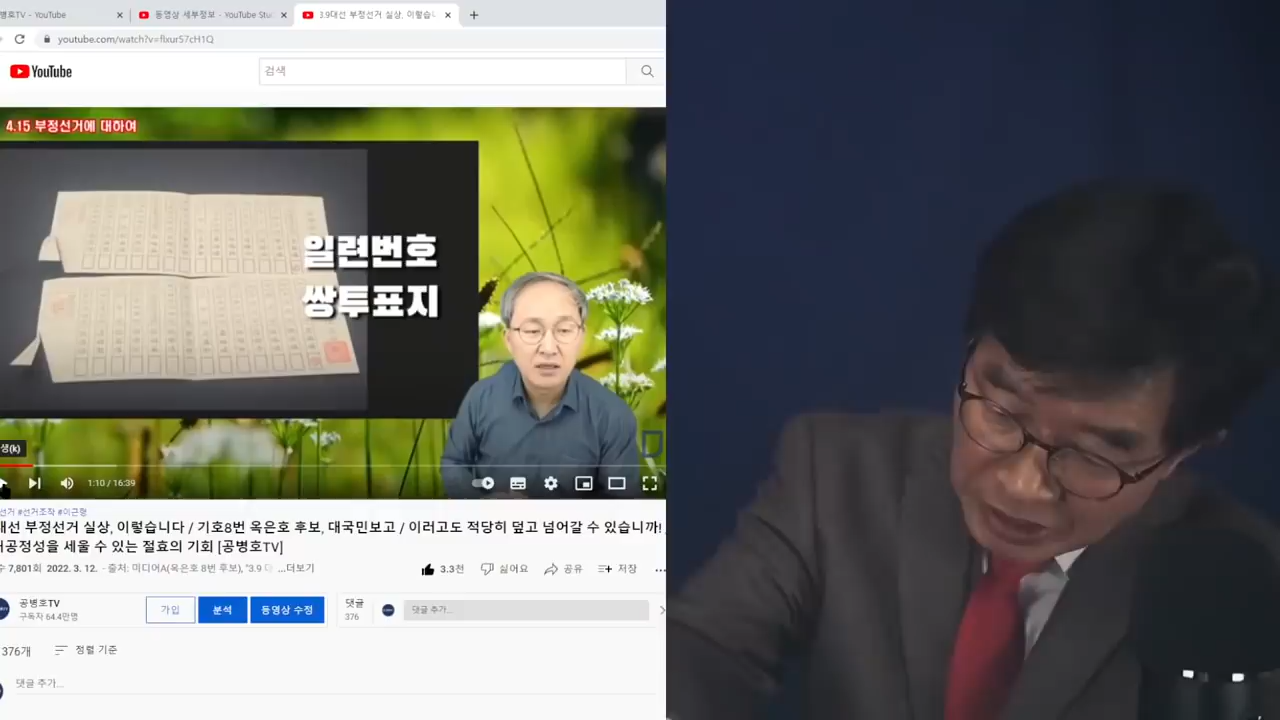 병호TV - YouTube
동영상 세부정보 - YouTube Stu
3.9대선 부정선거 실상, 이렇습니
youtube.com/watch?v=flxur57cH1Q
YouTube
검색
4.15 부정선거에 대하여
일련번호
쌍투표지
생(k)
1:10 / 16:39
선거 #선거조작 #이근형
대선 부정선거 실상, 이렇습니다 / 기호8번 옥은호 후보, 대국민보고 / 이러고도 적당히 덮고 넘어갈 수 있습니까!
공정성을 세울 수 있는 절효의 기회 [공병호TV]
수 7,801회 2022. 3. 12. · 출처: 미디어A(옥은호 8번 후보), "3.9 대 ...더보기
3.3천
싫어요
공유
저장
공병호TV
구독자 64.4만명
가입
분석
동영상 수정
댓글
376
댓글 추가...
376개
정렬 기준
댓글 추가...